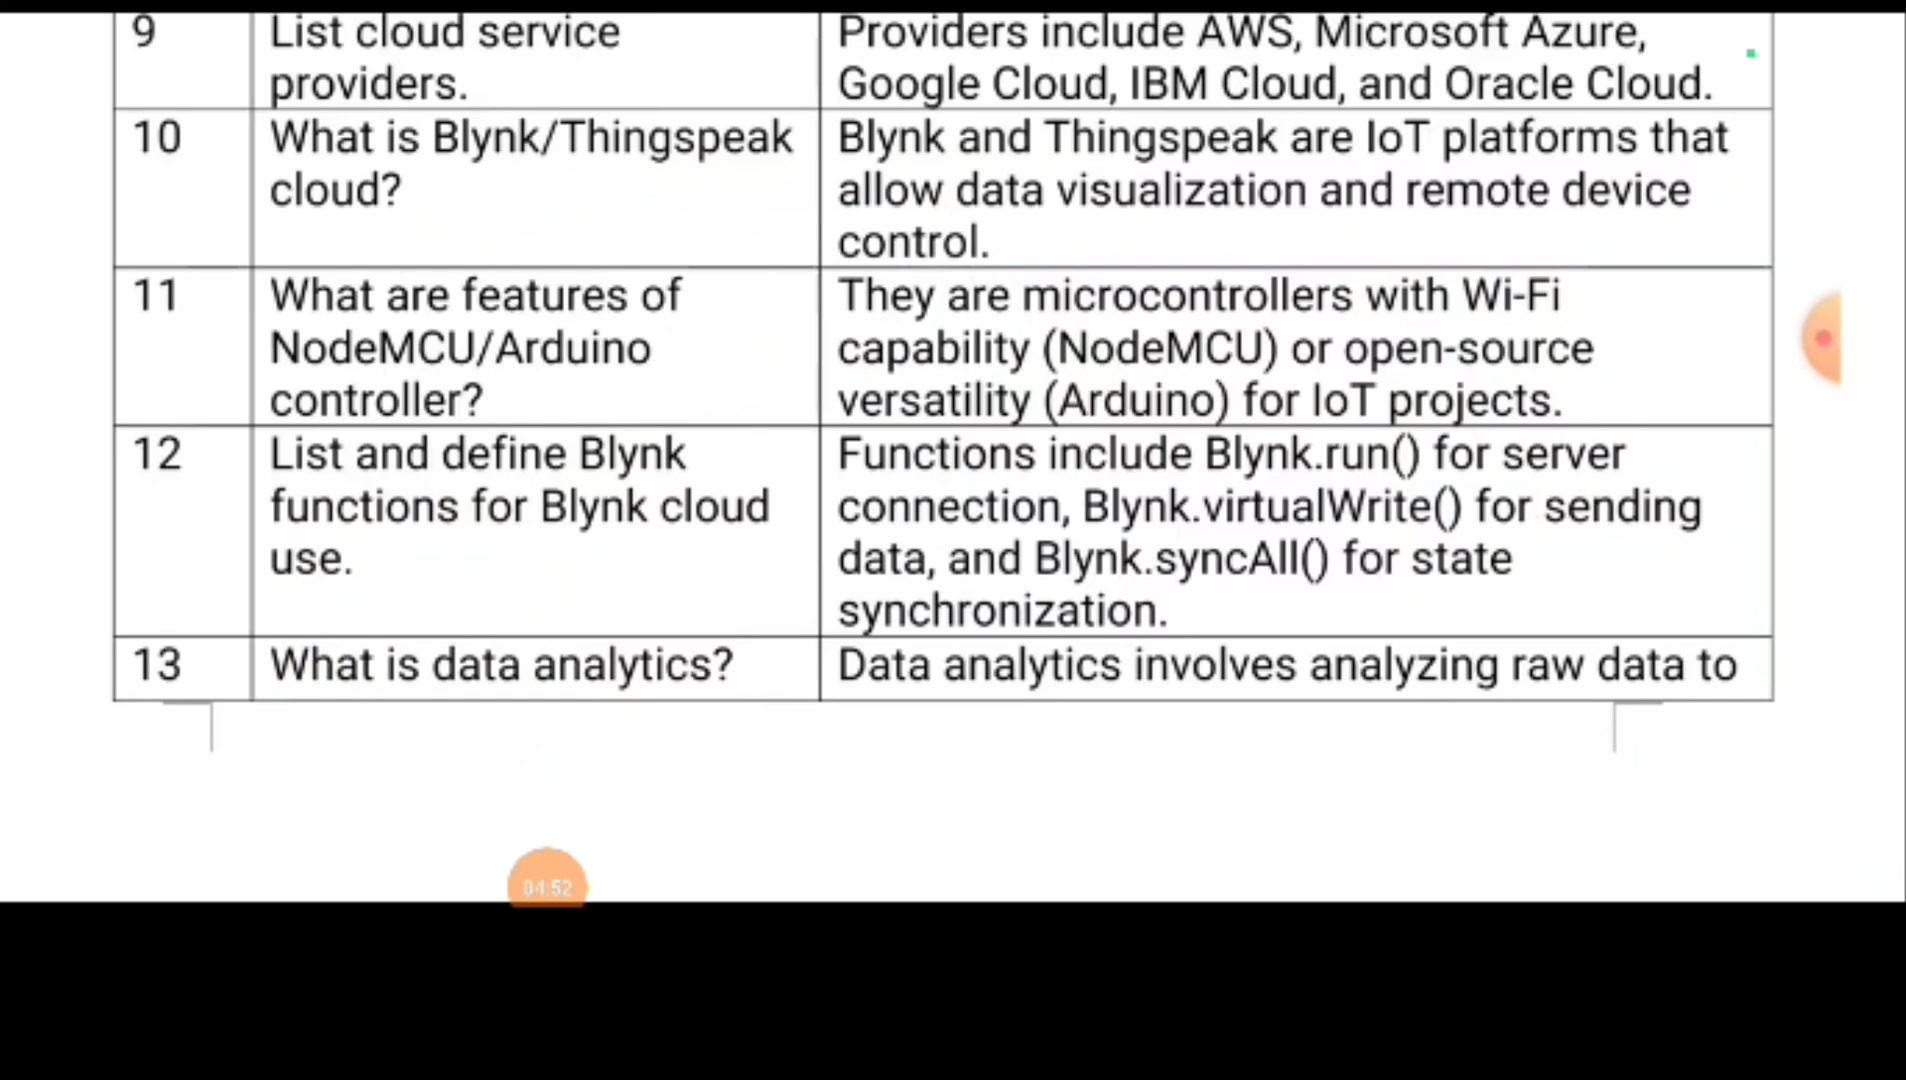 9
List cloud service
providers.
Providers include AWS, Microsoft Azure,
Google Cloud, IBM Cloud, and Oracle Cloud.
10
What is Blynk/Thingspeak
cloud?
Blynk and Thingspeak are IoT platforms that
allow data visualization and remote device
control.
11
What are features of
NodeMCU/Arduino
controller?
They are microcontrollers with Wi-Fi
capability (NodeMCU) or open-source
versatility (Arduino) for IoT projects.
12
List and define Blynk
functions for Blynk cloud
use.
Functions include Blynk.run() for server
connection, Blynk.virtualWrite() for sending
data, and Blynk.syncAll() for state
synchronization.
13
What is data analytics?
Data analytics involves analyzing raw data to
04:52